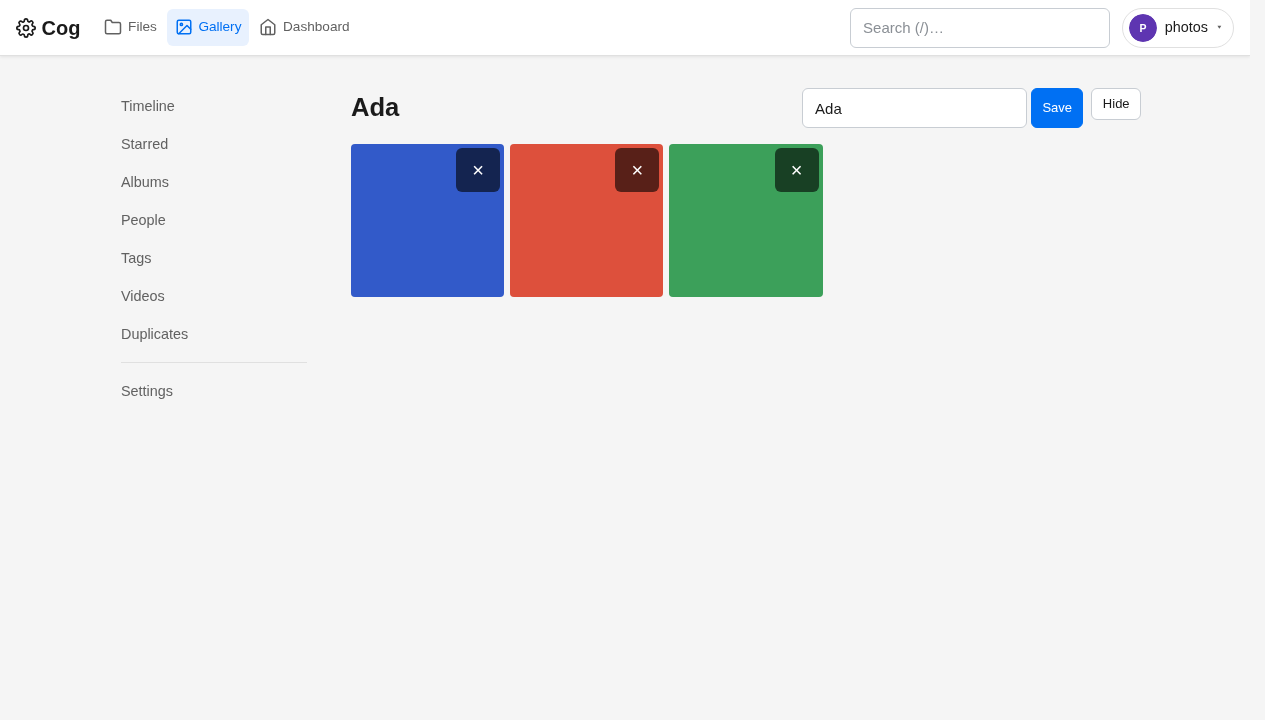 Cog
Files
Gallery
Dashboard
Search (/)…
P
photos
Timeline
Starred
Albums
People
Tags
Videos
Duplicates
Settings
Ada
Ada
Save
Hide
×
×
×